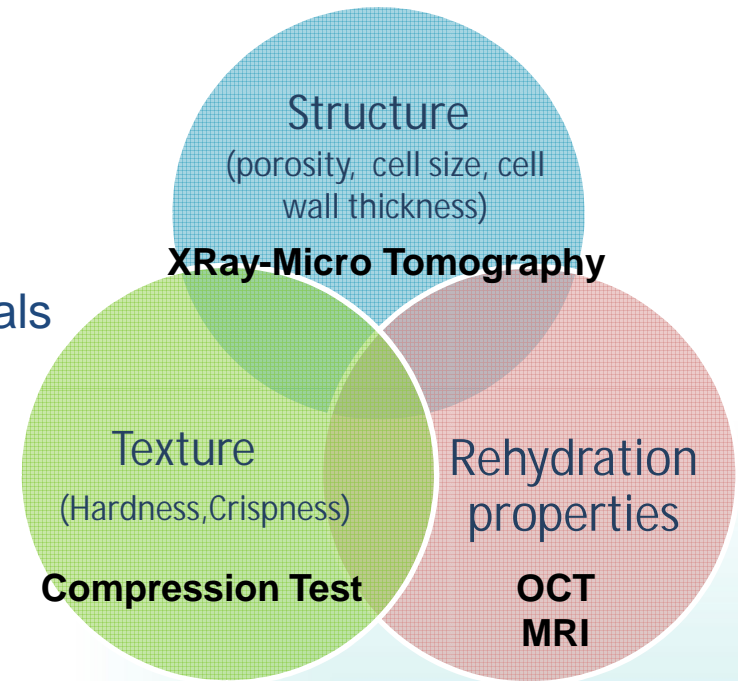 Structure
(porosity, cell size, cell
wall thickness)
XRay-Micro Tomography
als
Texture
(Hardness,Crispness)
Compression Test
Rehydration
properties
OCT
MRI